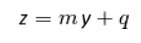 z = my + q